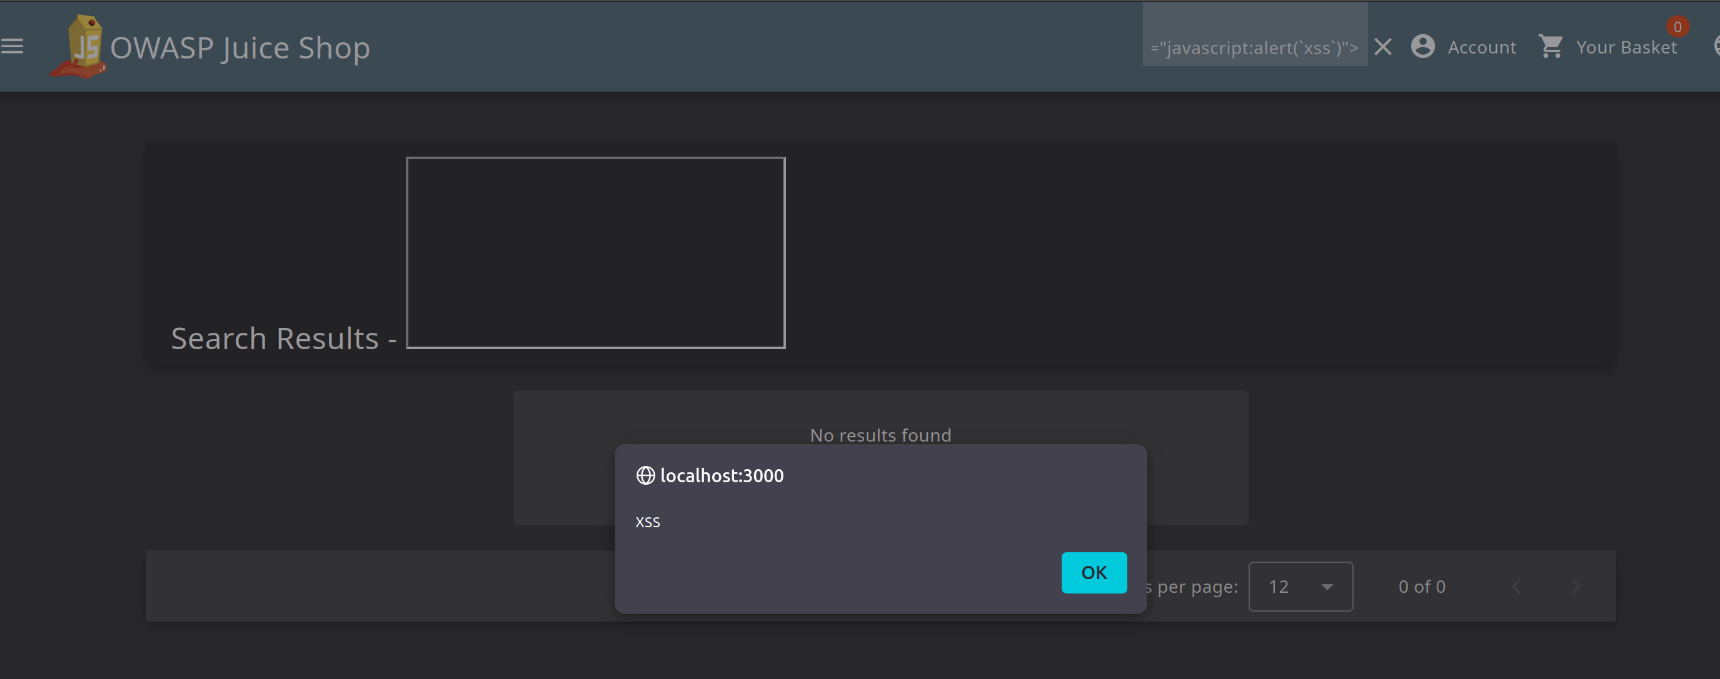 0
JS
OWASP Juice Shop
="javascript:alert(`xss`)">
Account
Your Basket
Search Results -
No results found
localhost:3000
xss
OK
s per page:
12
0 of 0